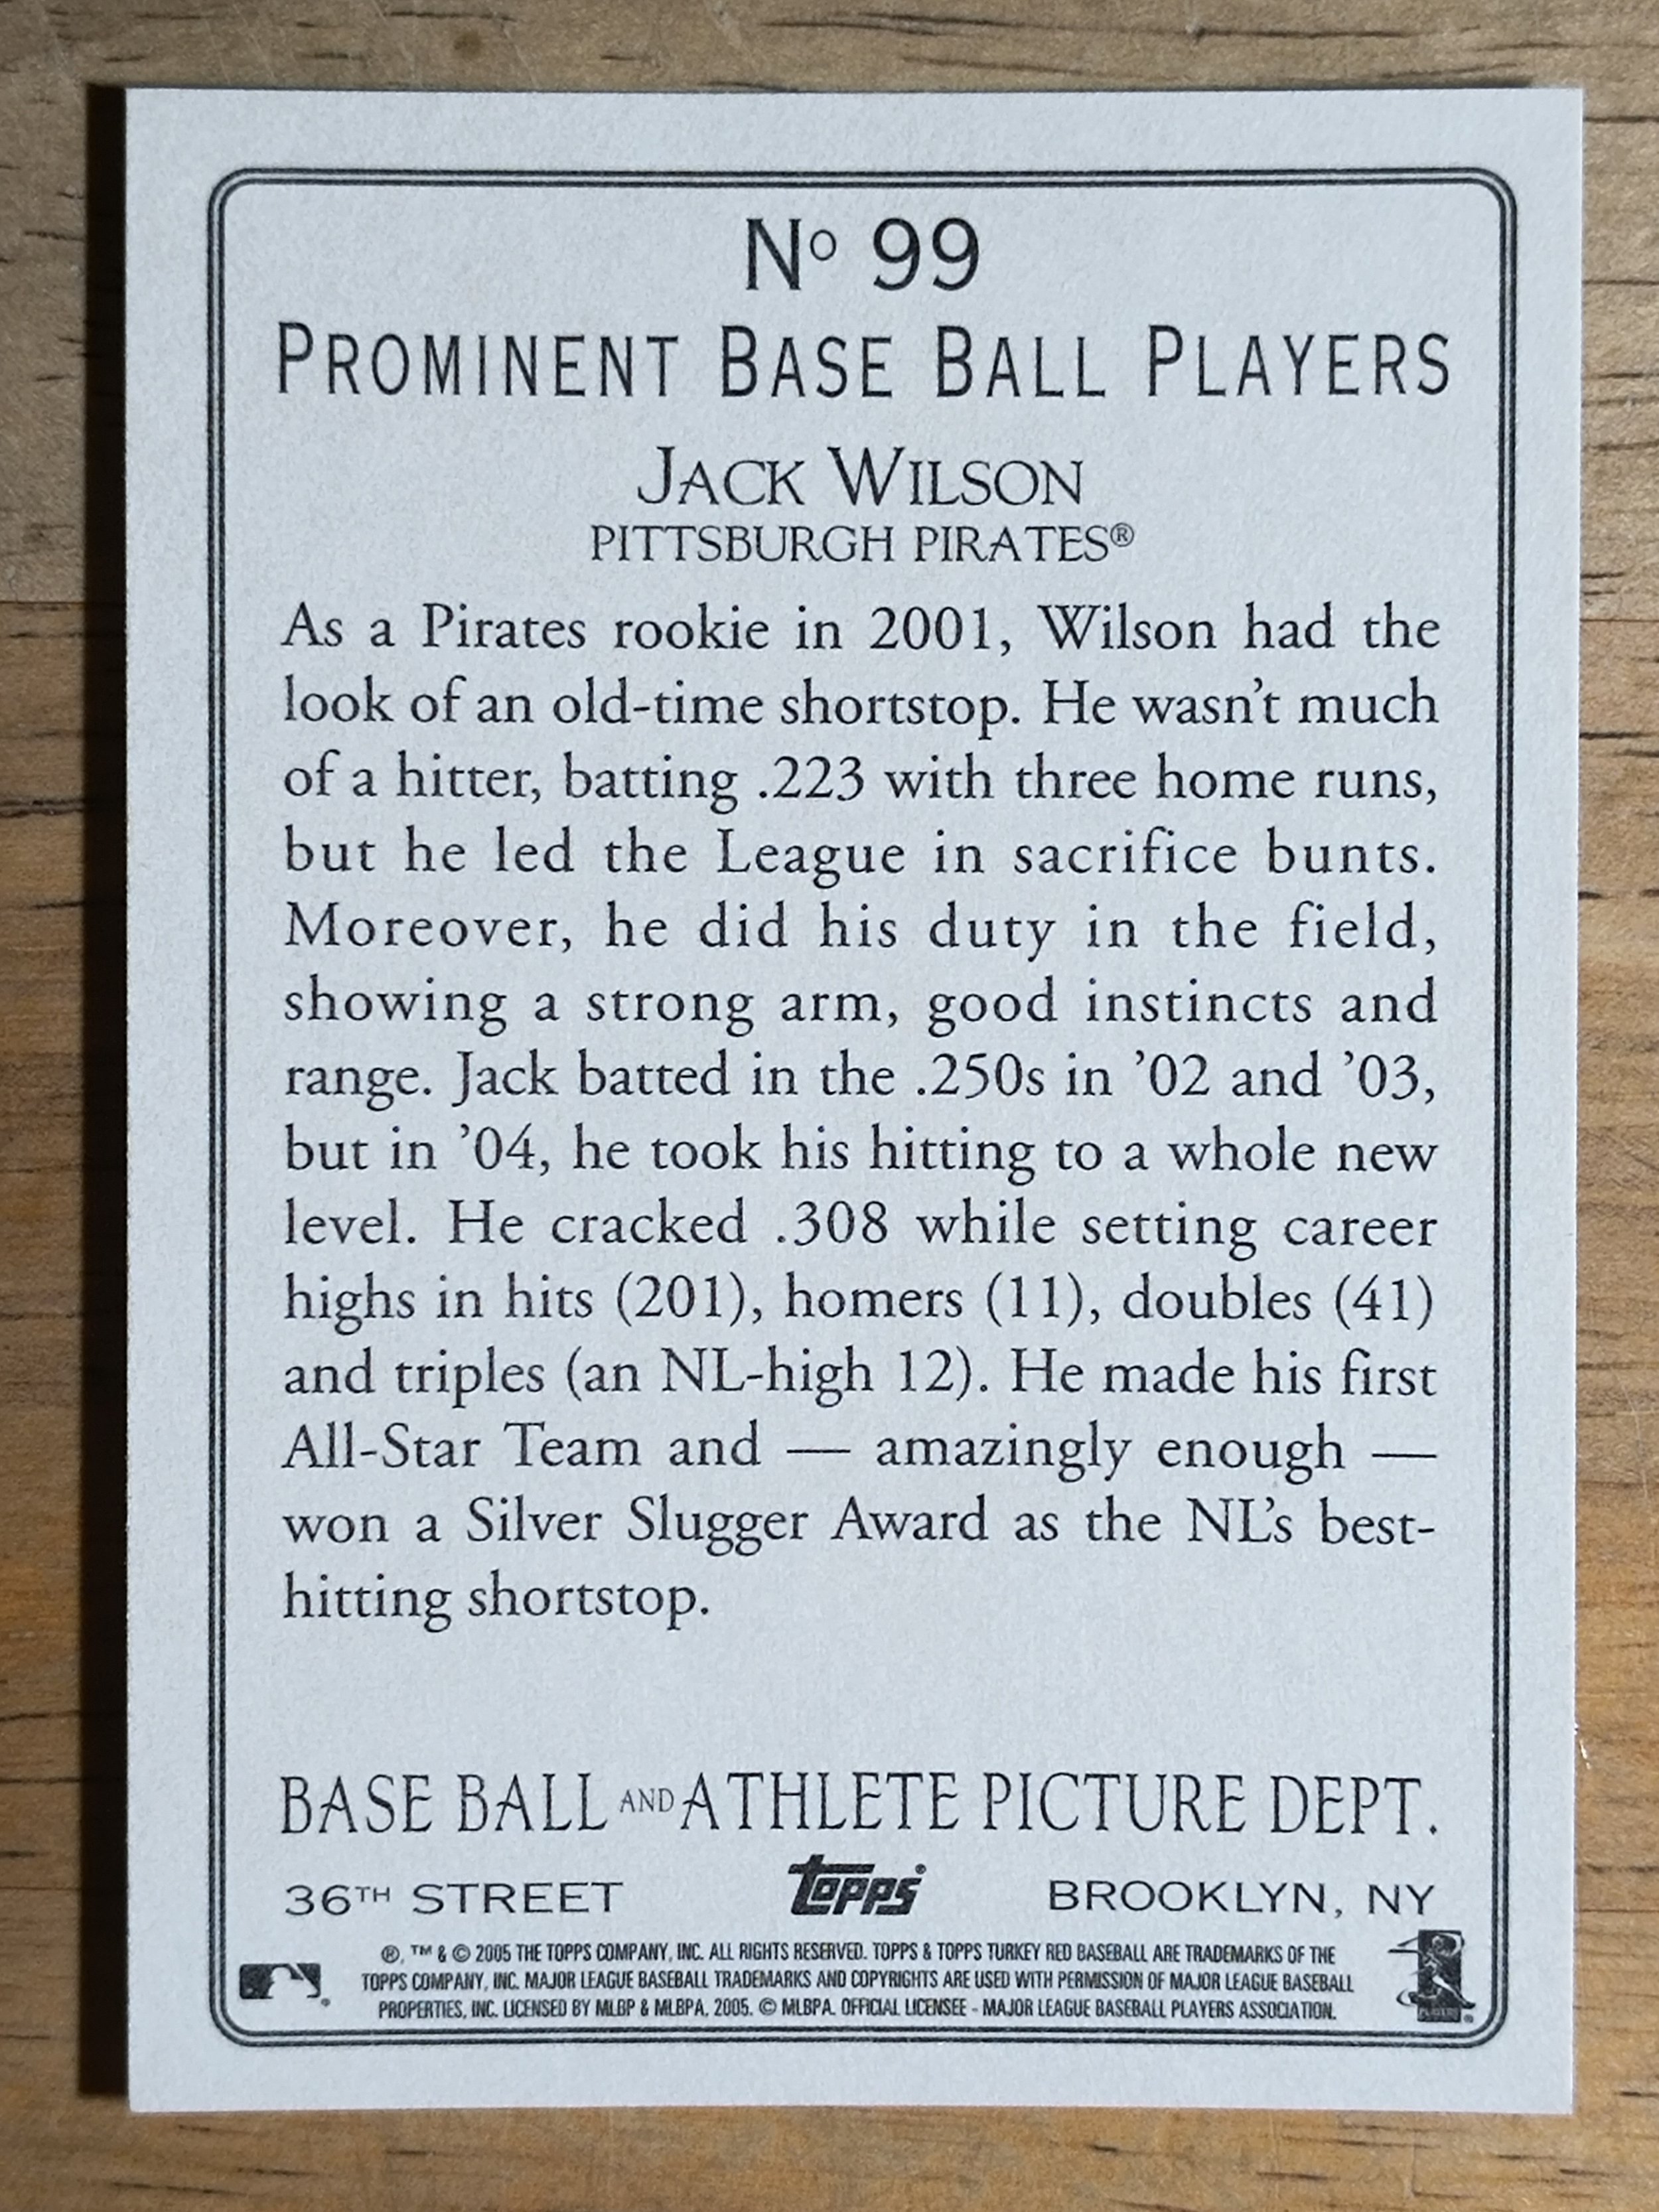 Nº 99
PROMINENT BASE BALL PLAYERS
JACK WILSON
PITTSBURGH PIRATES®
As a Pirates rookie in 2001, Wilson had the
look of an old-time shortstop. He wasn't much
of a hitter, batting .223 with three home runs,
but he led the League in sacrifice bunts.
Moreover, he did his duty in the field,
showing a strong arm, good instincts and
range. Jack batted in the .250s in '02 and '03,
but in '04, he took his hitting to a whole new
level. He cracked .308 while setting career
highs in hits (201), homers (11), doubles (41)
and triples (an NL-high 12). He made his first
All-Star Team and — amazingly enough —
won a Silver Slugger Award as the NL's best-
hitting shortstop.
BASE BALL AND ATHLETE PICTURE DEPT.
36TH STREET topps BROOKLYN, NY
®, ™ & © 2005 THE TOPPS COMPANY, INC. ALL RIGHTS RESERVED. TOPPS & TOPPS TURKEY RED BASEBALL ARE TRADEMARKS OF THE
TOPPS COMPANY, INC. MAJOR LEAGUE BASEBALL TRADEMARKS AND COPYRIGHTS ARE USED WITH PERMISSION OF MAJOR LEAGUE BASEBALL
PROPERTIES, INC. LICENSED BY MLBP & MLBPA, 2005. © MLBPA. OFFICIAL LICENSEE - MAJOR LEAGUE BASEBALL PLAYERS ASSOCIATION.